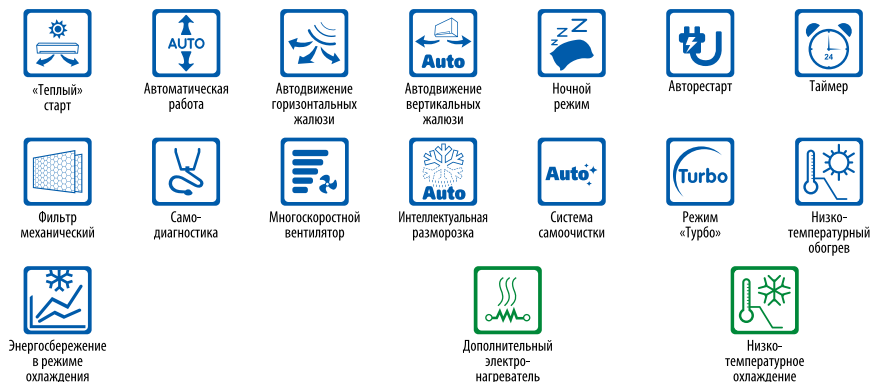 «Теплый»
старт
AUTO
Автоматическая
работа
Автодвижение
горизонтальных
жалюзи
Auto
Автодвижение
вертикальных
жалюзи
Z Z Z
Ночной
режим
Авторестарт
24
Таймер
Фильтр
механический
Само-
диагностика
Многоскоростной
вентилятор
Auto
Интеллектуальная
разморозка
Auto
Система
самоочистки
Turbo
Режим
«Турбо»
Низко-
температурный
обогрев
Энергосбережение
в режиме
охлаждения
Дополнительный
электро-
нагреватель
Низко-
температурное
охлаждение